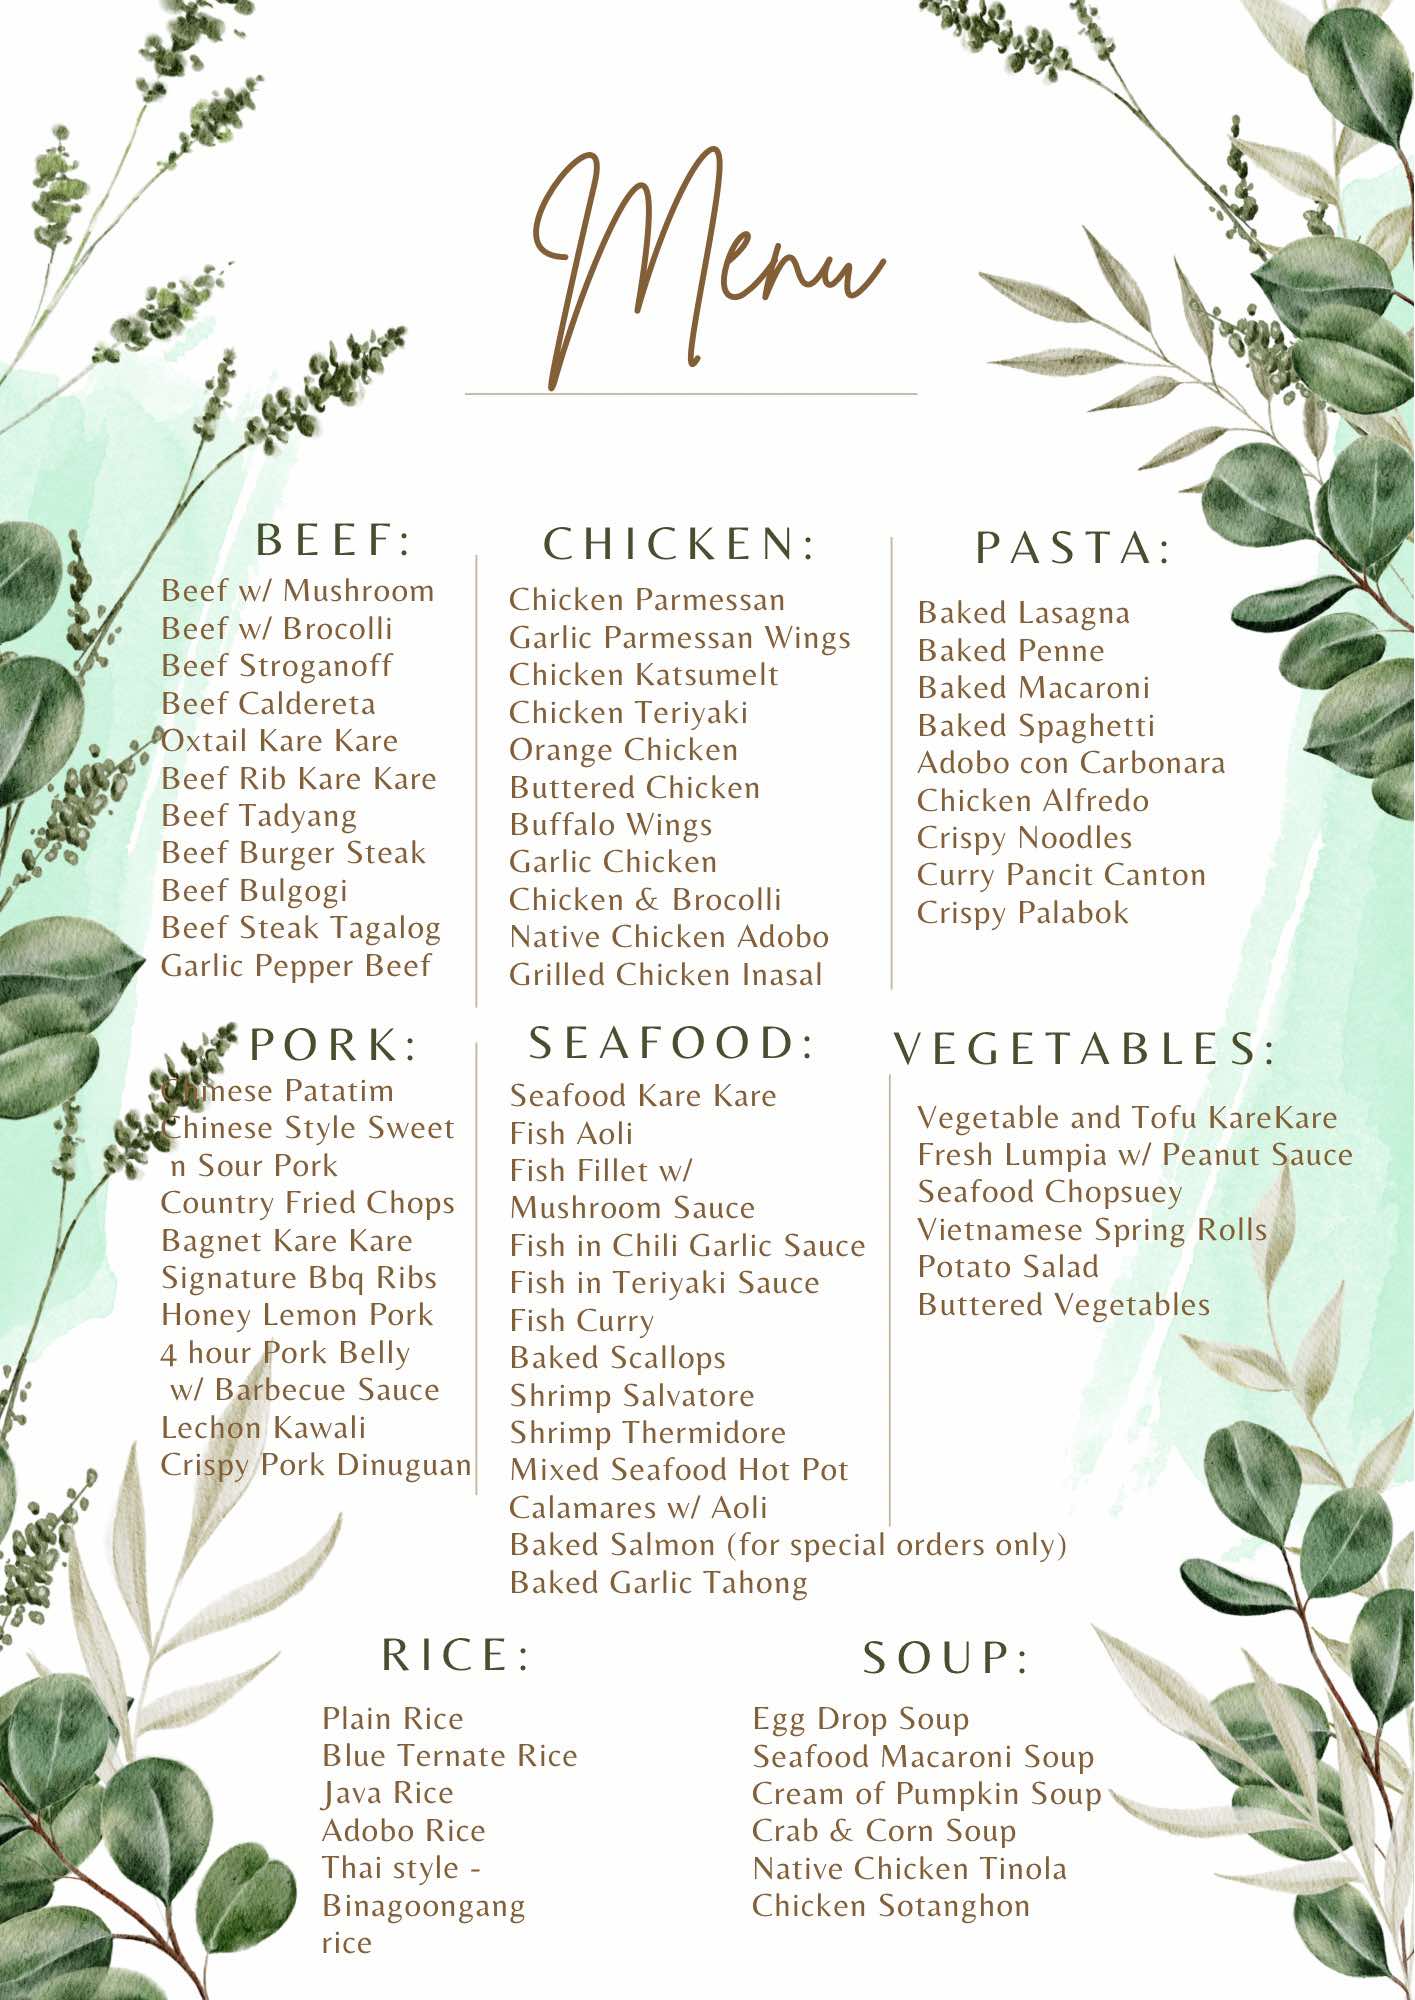 Menu
BEEF:
Beef w/ Mushroom
Beef w/ Brocolli
Beef Stroganoff
Beef Caldereta
Oxtail Kare Kare
Beef Rib Kare Kare
Beef Tadyang
Beef Burger Steak
Beef Bulgogi
Beef Steak Tagalog
Garlic Pepper Beef
CHICKEN:
Chicken Parmessan
Garlic Parmessan Wings
Chicken Katsumelt
Chicken Teriyaki
Orange Chicken
Buttered Chicken
Buffalo Wings
Garlic Chicken
Chicken & Brocolli
Native Chicken Adobo
Grilled Chicken Inasal
PASTA:
Baked Lasagna
Baked Penne
Baked Macaroni
Baked Spaghetti
Adobo con Carbonara
Chicken Alfredo
Crispy Noodles
Curry Pancit Canton
Crispy Palabok
PORK:
Chinese Patatim
Chinese Style Sweet
n Sour Pork
Country Fried Chops
Bagnet Kare Kare
Signature Bbq Ribs
Honey Lemon Pork
4 hour Pork Belly
w/ Barbecue Sauce
Lechon Kawali
Crispy Pork Dinuguan
SEAFOOD:
Seafood Kare Kare
Fish Aoli
Fish Fillet w/
Mushroom Sauce
Fish in Chili Garlic Sauce
Fish in Teriyaki Sauce
Fish Curry
Baked Scallops
Shrimp Salvatore
Shrimp Thermidore
Mixed Seafood Hot Pot
Calamares w/ Aoli
Baked Salmon (for special orders only)
Baked Garlic Tahong
VEGETABLES:
Vegetable and Tofu KareKare
Fresh Lumpia w/ Peanut Sauce
Seafood Chopsuey
Vietnamese Spring Rolls
Potato Salad
Buttered Vegetables
RICE:
Plain Rice
Blue Ternate Rice
Java Rice
Adobo Rice
Thai style -
Binagoongang
rice
SOUP:
Egg Drop Soup
Seafood Macaroni Soup
Cream of Pumpkin Soup
Crab & Corn Soup
Native Chicken Tinola
Chicken Sotanghon